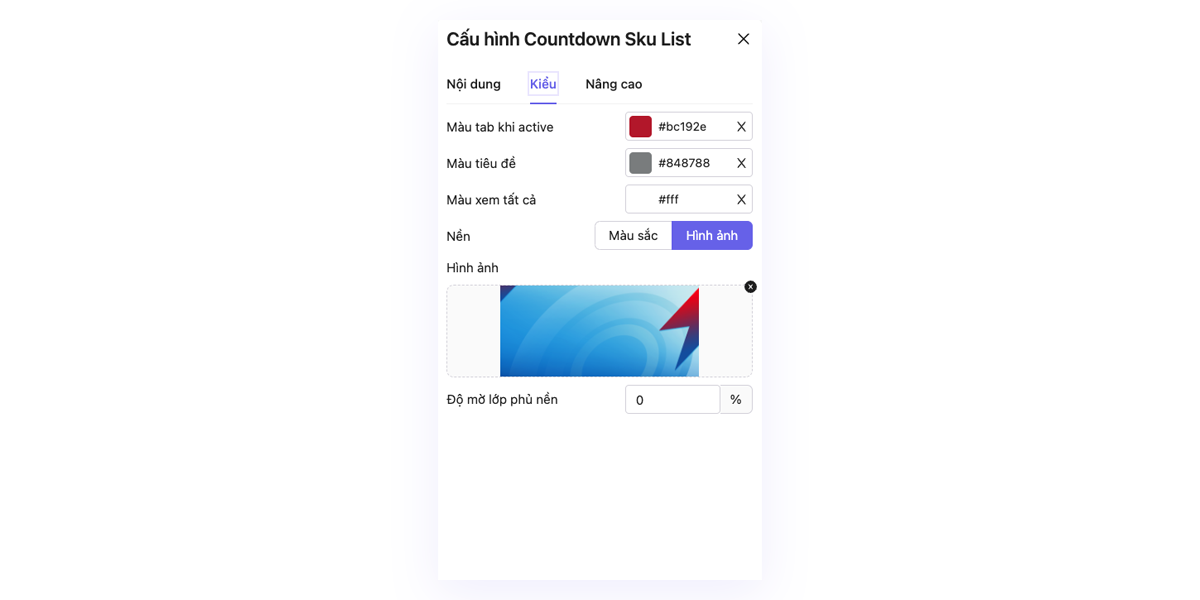 Cấu hình Countdown Sku List
Nội dung Kiểu Nâng cao
Màu tab khi active #bc192e X
Màu tiêu đề #848788 X
Màu xem tất cả #fff X
Nền Màu sắc Hình ảnh
Hình ảnh
Độ mờ lớp phủ nền 0 %